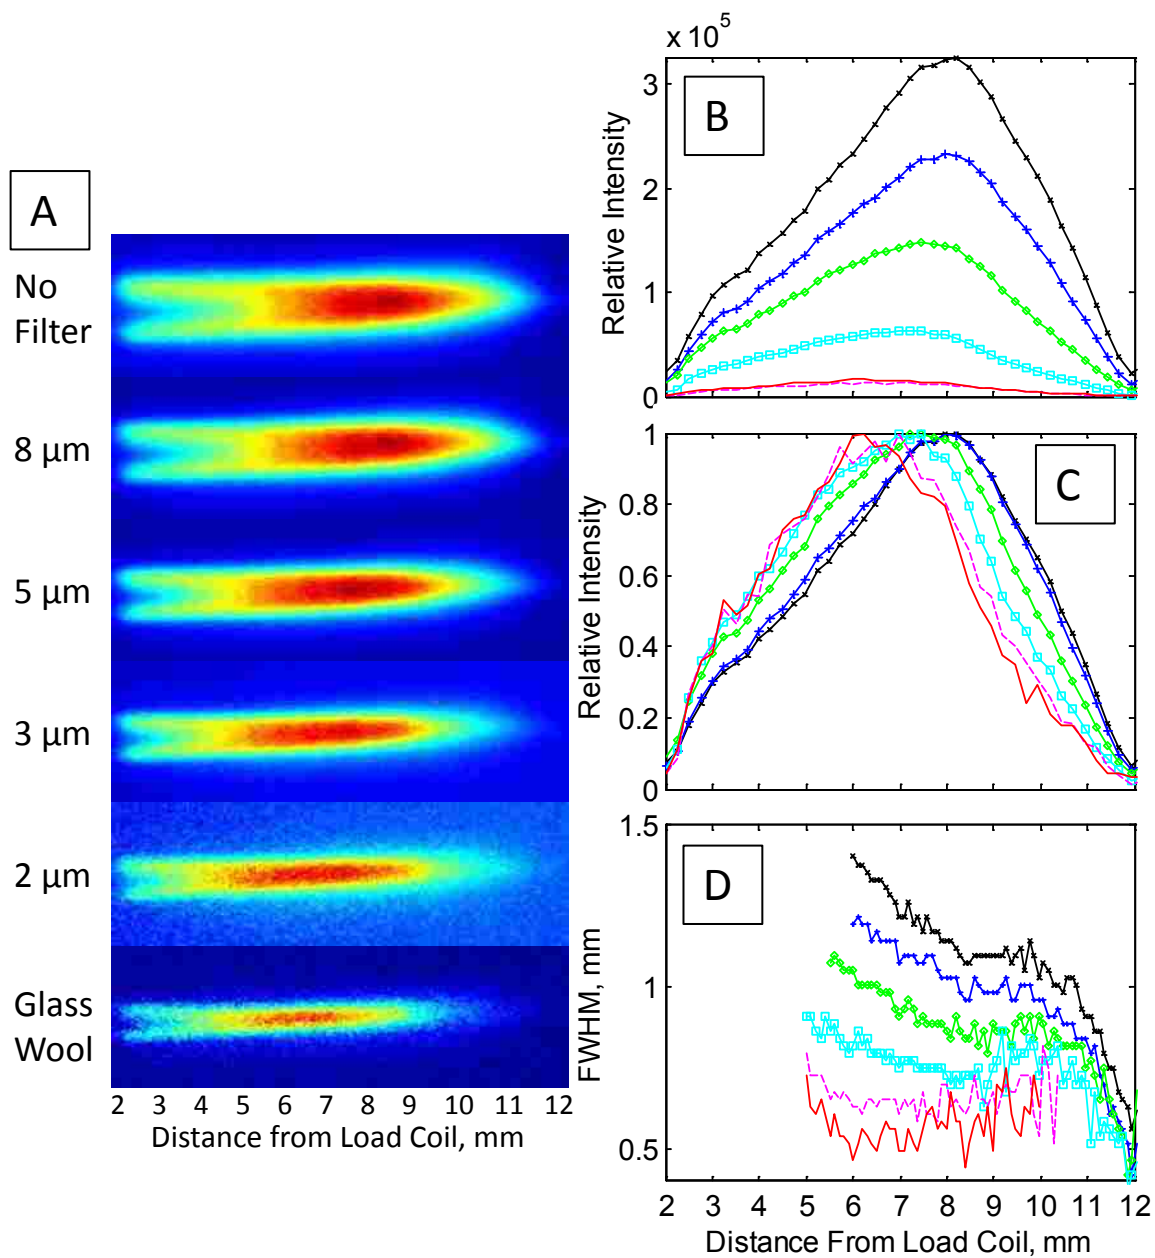 A
No
Filter
8 µm
5 µm
3 µm
2 µm
Glass
Wool
2 3 4 5 6 7 8 9 10 11 12
Distance from Load Coil, mm
x 10^5
B
3
2
1
0
Relative Intensity
C
1
0.8
0.6
0.4
0.2
0
Relative Intensity
D
1.5
1
0.5
FWHM, mm
2 3 4 5 6 7 8 9 10 11 12
Distance From Load Coil, mm